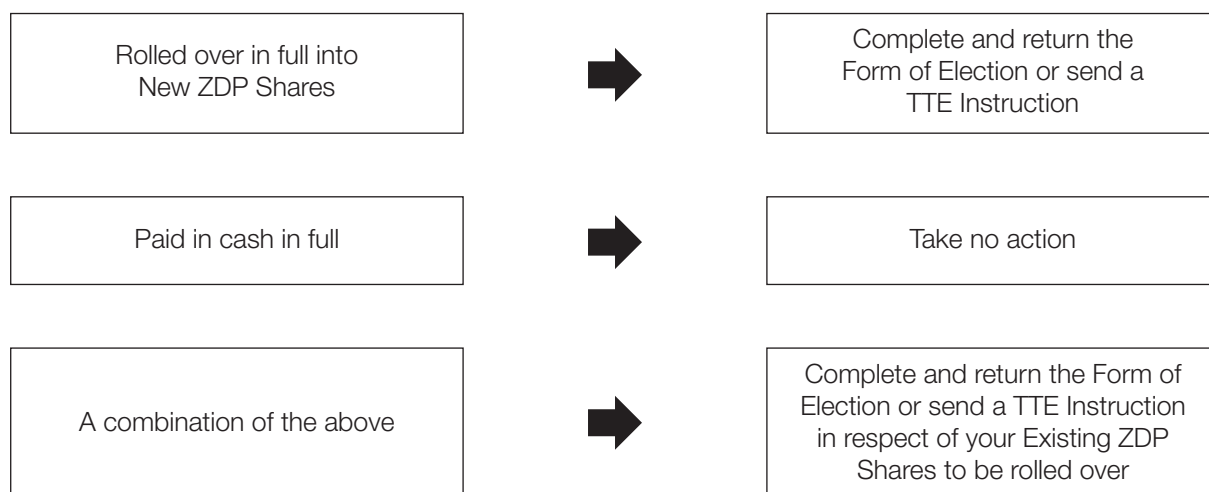 Rolled over in full into
New ZDP Shares
Complete and return the
Form of Election or send a
TTE Instruction
Paid in cash in full
Take no action
A combination of the above
Complete and return the Form of
Election or send a TTE Instruction
in respect of your Existing ZDP
Shares to be rolled over